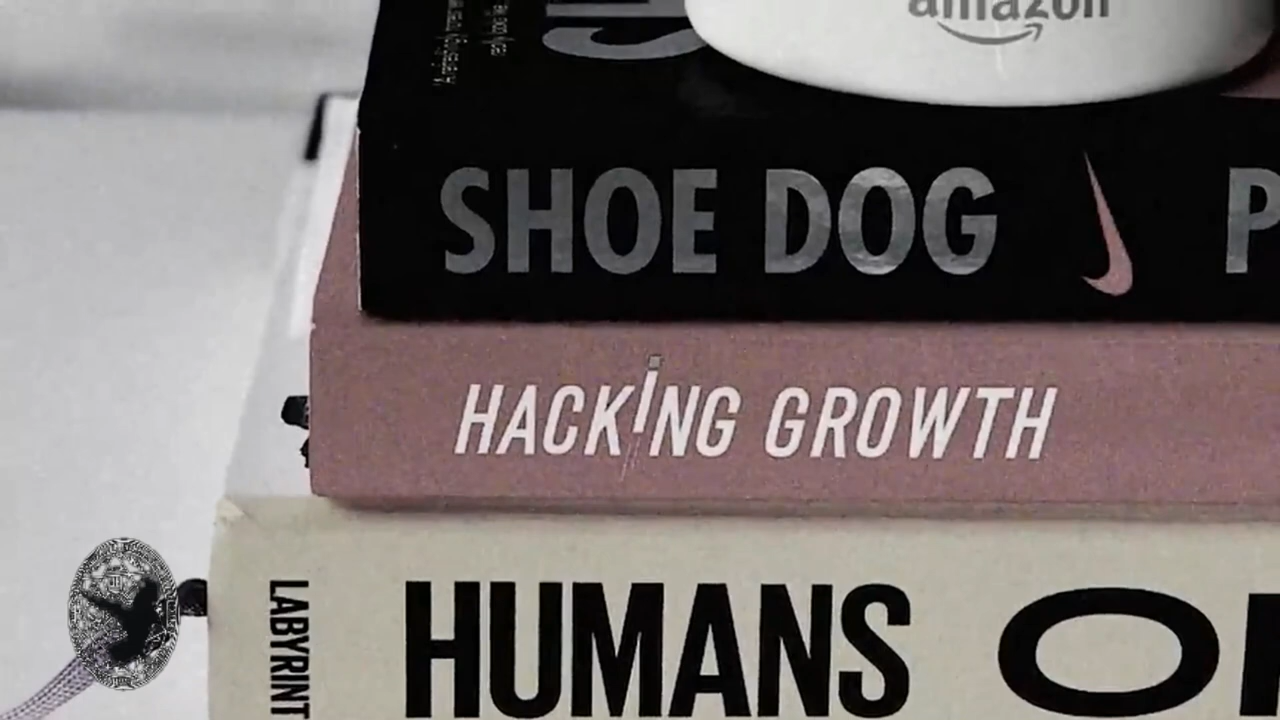 amazon
SHOE DOG P
HACKING GROWTH
LABYRINT
HUMANS O